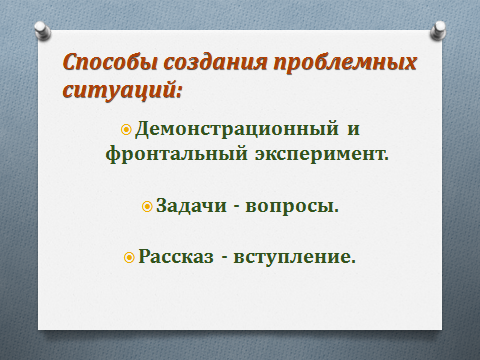 Способы создания проблемных
ситуаций:
Демонстрационный и
фронтальный эксперимент.
Задачи - вопросы.
Рассказ - вступление.